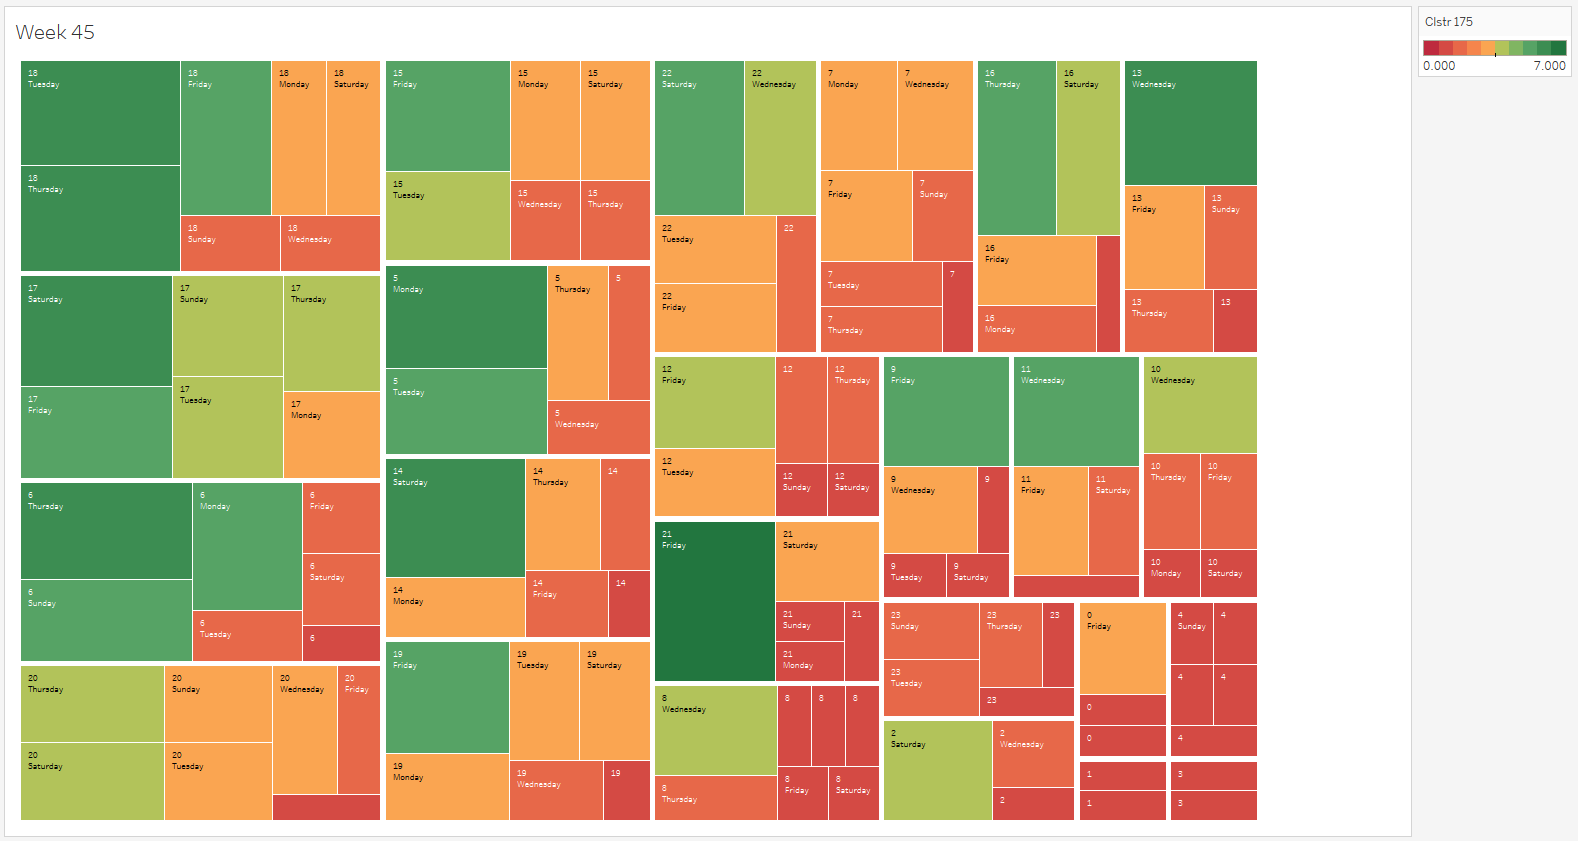 Week 45
Clstr 175
0.000 7.000
18
Tuesday
18
Thursday
18
Friday
18
Monday
18
Saturday
18
Sunday
18
Wednesday
17
Saturday
17
Friday
17
Sunday
17
Tuesday
17
Thursday
17
Monday
6
Thursday
6
Sunday
6
Monday
6
Tuesday
6
Friday
6
Saturday
6
20
Thursday
20
Saturday
20
Sunday
20
Tuesday
20
Wednesday
20
Friday
15
Friday
15
Tuesday
15
Monday
15
Saturday
15
Wednesday
15
Thursday
5
Monday
5
Tuesday
5
Thursday
5
5
Wednesday
14
Saturday
14
Monday
14
Thursday
14
14
Friday
14
19
Friday
19
Monday
19
Tuesday
19
Saturday
19
Wednesday
19
22
Saturday
22
Wednesday
22
Tuesday
22
Friday
22
7
Monday
7
Wednesday
7
Friday
7
Sunday
7
Tuesday
7
Thursday
7
16
Thursday
16
Saturday
16
Friday
16
Monday
13
Wednesday
13
Friday
13
Sunday
13
Thursday
13
12
Friday
12
Tuesday
12
12
Thursday
12
Sunday
12
Saturday
21
Friday
21
Saturday
21
Sunday
21
Monday
21
8
Wednesday
8
Thursday
8
8
8
8
Friday
8
Saturday
9
Friday
9
Wednesday
9
9
Tuesday
9
Saturday
11
Wednesday
11
Friday
11
Saturday
10
Wednesday
10
Thursday
10
Friday
10
Monday
10
Saturday
23
Sunday
23
Tuesday
23
Thursday
23
23
2
Saturday
2
Wednesday
2
0
Friday
0
0
1
1
4
Sunday
4
4
4
4
3
3